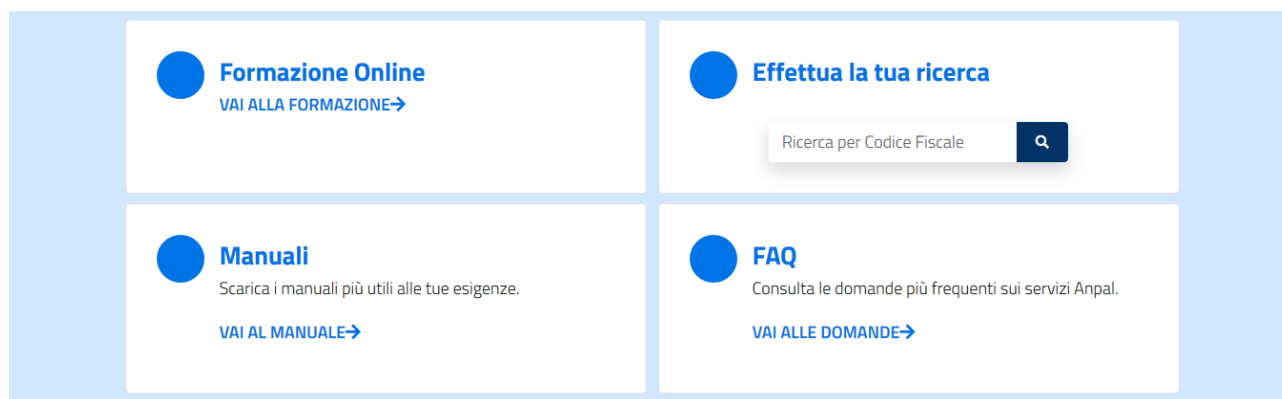 Formazione Online
VAI ALLA FORMAZIONE→
Effettua la tua ricerca
Ricerca per Codice Fiscale
Manuali
Scarica i manuali più utili alle tue esigenze.
VAI AL MANUALE→
FAQ
Consulta le domande più frequenti sui servizi Anpal.
VAI ALLE DOMANDE→